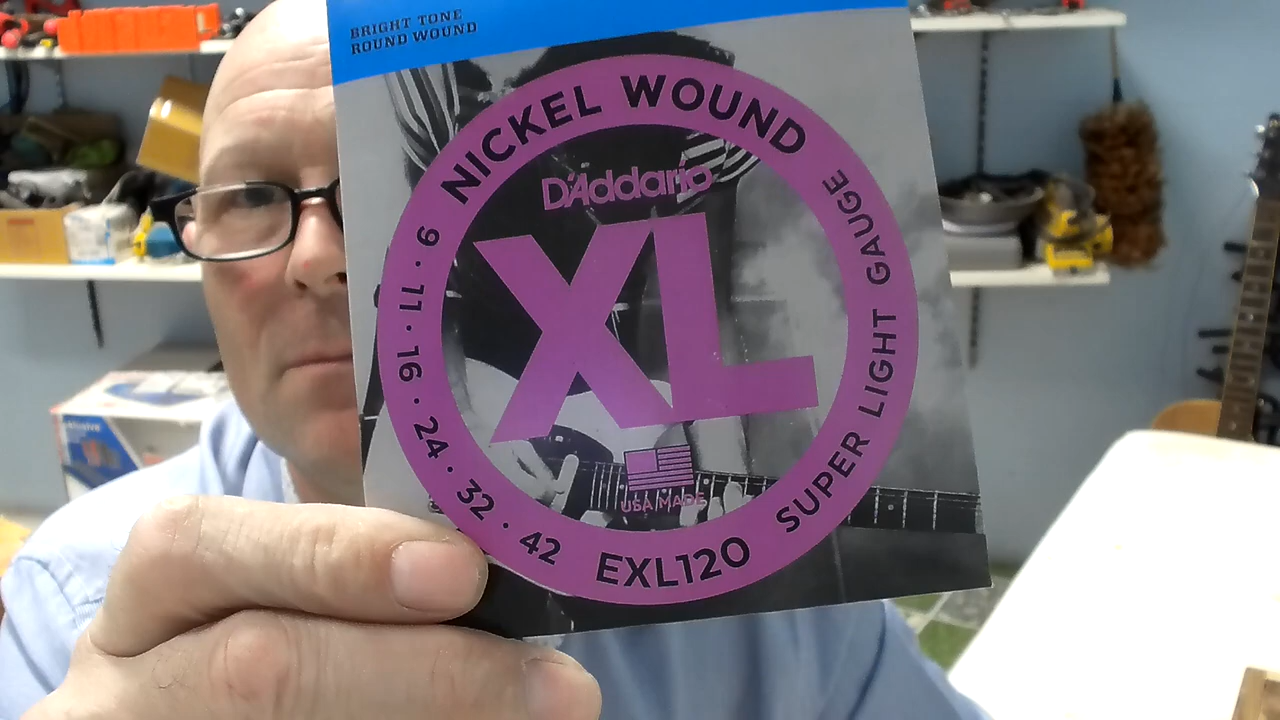 BRIGHT TONE
ROUND WOUND
NICKEL WOUND
D'Addario
XL
USA MADE
9 · 11 · 16 · 24 · 32 · 42
EXL120
SUPER LIGHT GAUGE